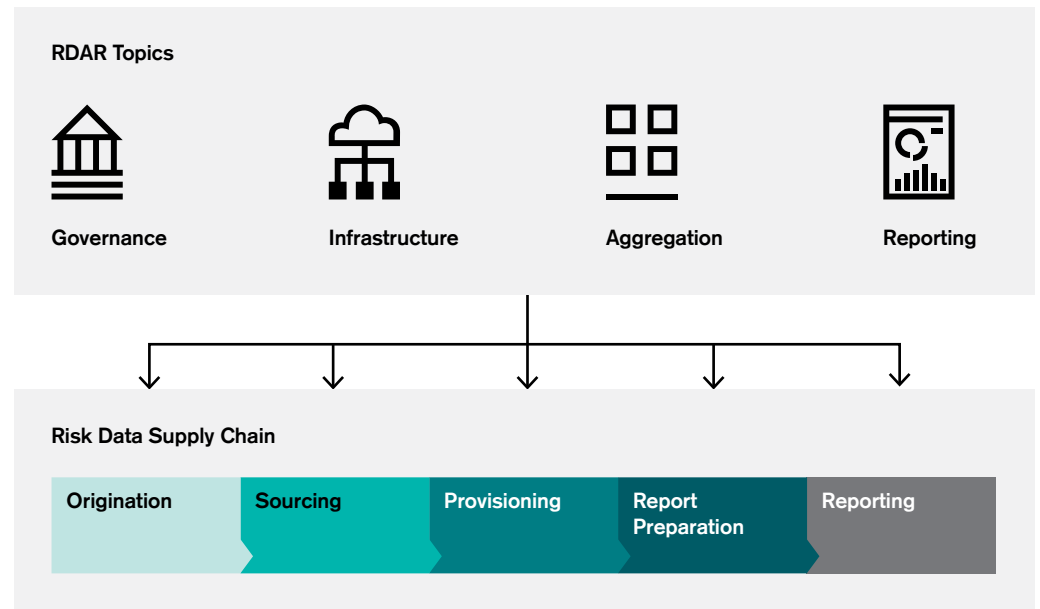 RDAR Topics
Governance
Infrastructure
Aggregation
Reporting
Risk Data Supply Chain
Origination
Sourcing
Provisioning
Report
Preparation
Reporting